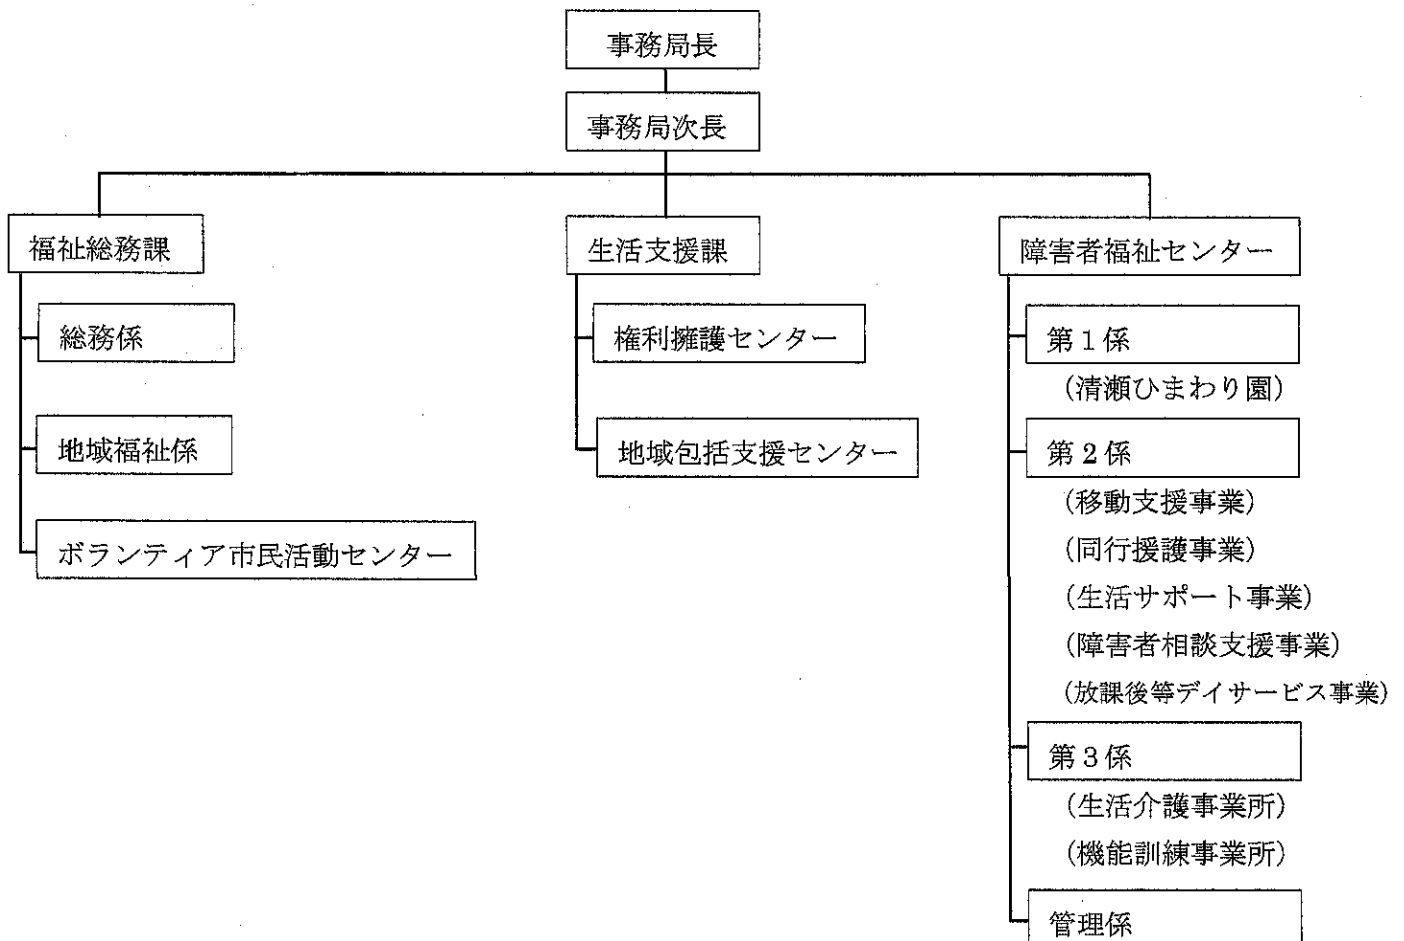 事務局長
事務局次長
福祉総務課
総務係
地域福祉係
ボランティア市民活動センター
生活支援課
権利擁護センター
地域包括支援センター
障害者福祉センター
第1係
(清瀬ひまわり園)
第2係
(移動支援事業)
(同行援護事業)
(生活サポート事業)
(障害者相談支援事業)
(放課後等デイサービス事業)
第3係
(生活介護事業所)
(機能訓練事業所)
管理係